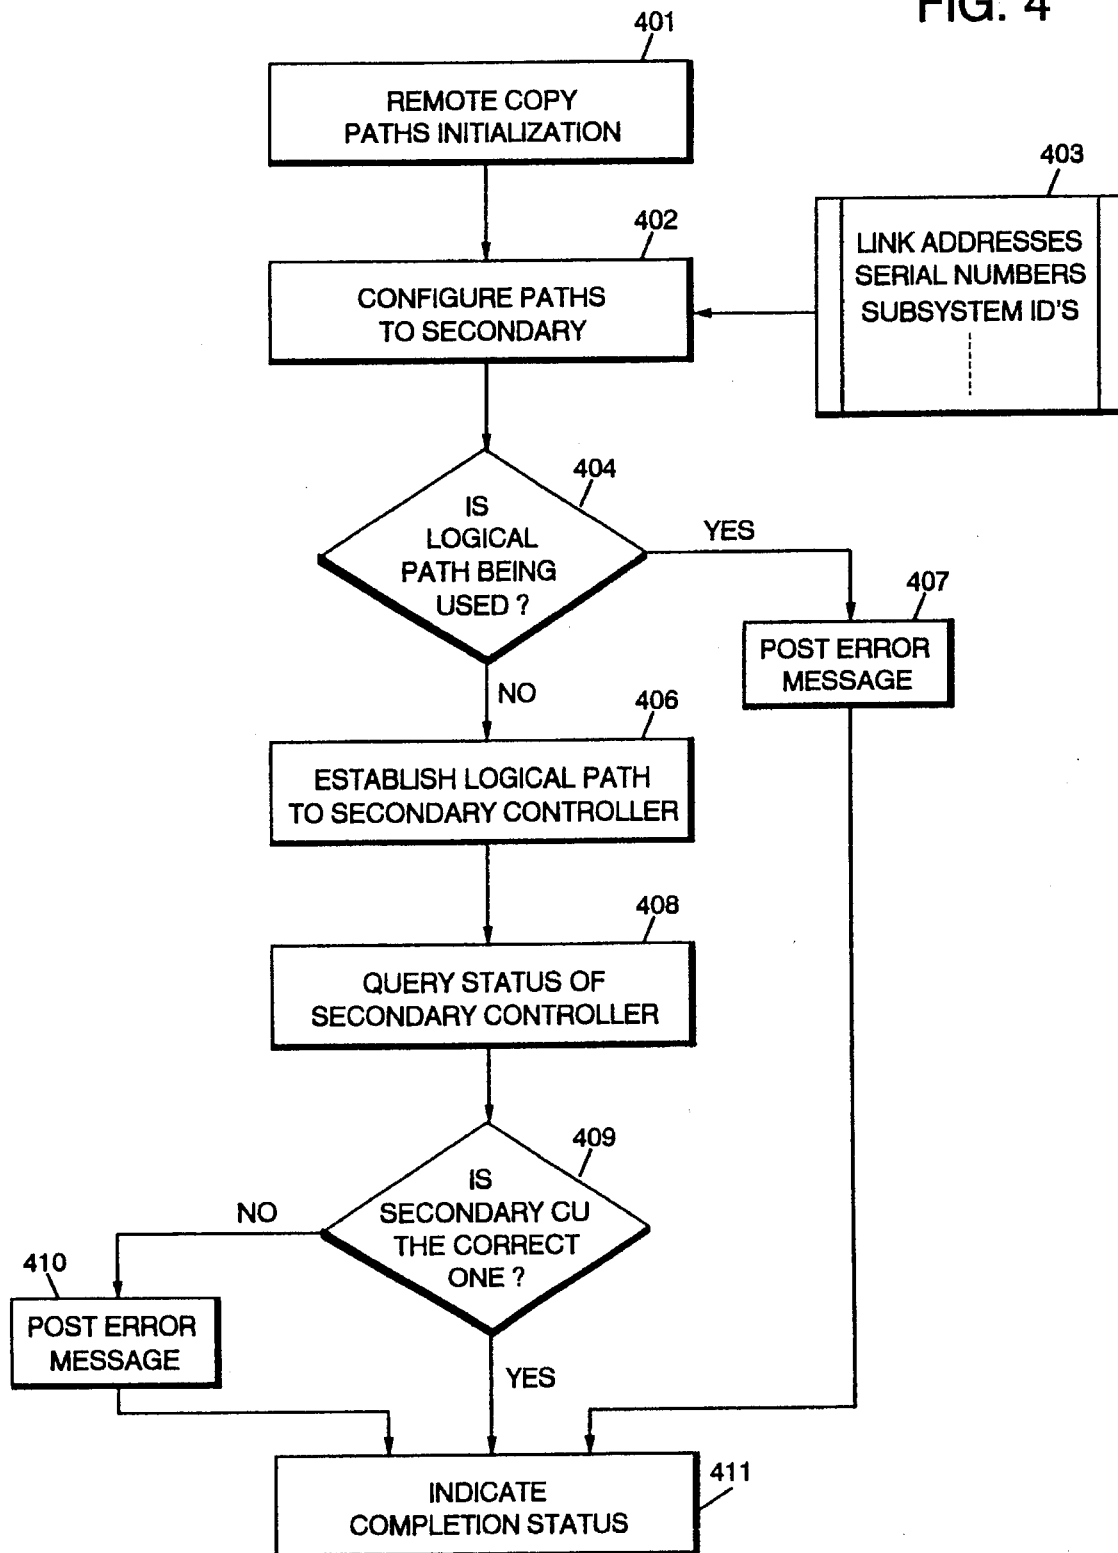 FIG. 4
401
REMOTE COPY
PATHS INITIALIZATION
402
CONFIGURE PATHS
TO SECONDARY
403
LINK ADDRESSES
SERIAL NUMBERS
SUBSYSTEM ID'S
404
IS
LOGICAL
PATH BEING
USED ?
YES
407
POST ERROR
MESSAGE
NO
406
ESTABLISH LOGICAL PATH
TO SECONDARY CONTROLLER
408
QUERY STATUS OF
SECONDARY CONTROLLER
409
IS
SECONDARY CU
THE CORRECT
ONE ?
NO
410
POST ERROR
MESSAGE
YES
411
INDICATE
COMPLETION STATUS